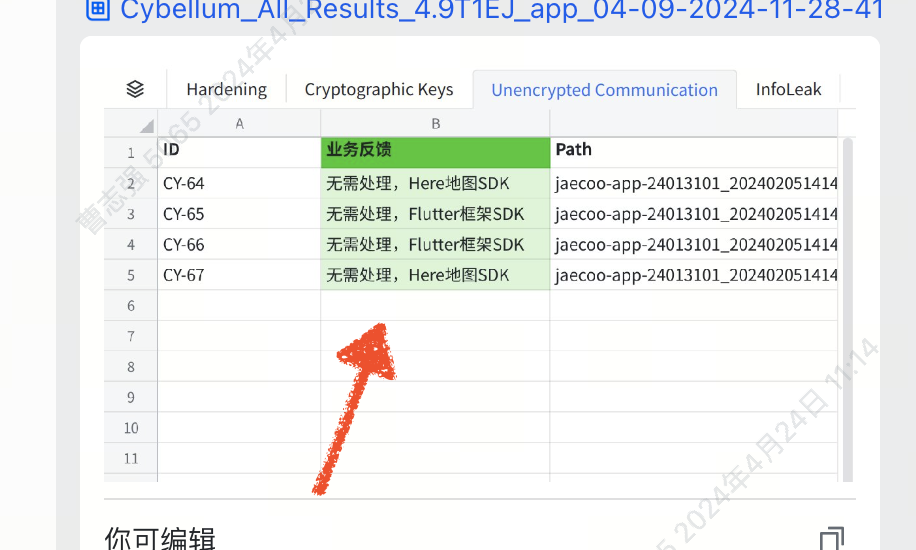 Cybellum_All_Results_4.9T1EJ_app_04-09-2024-11-28-41
Hardening Cryptographic Keys Unencrypted Communication InfoLeak
A B
1 ID 业务反馈 Path
2 CY-64 无需处理，Here地图SDK jaecoo-app-24013101_202402051414
3 CY-65 无需处理，Flutter框架SDK jaecoo-app-24013101_202402051414
4 CY-66 无需处理，Flutter框架SDK jaecoo-app-24013101_202402051414
5 CY-67 无需处理，Here地图SDK jaecoo-app-24013101_202402051414
6
7
8
9
10
11
你可编辑
曹志强 5965 2024年4月
5 2024年4月24日 11:14